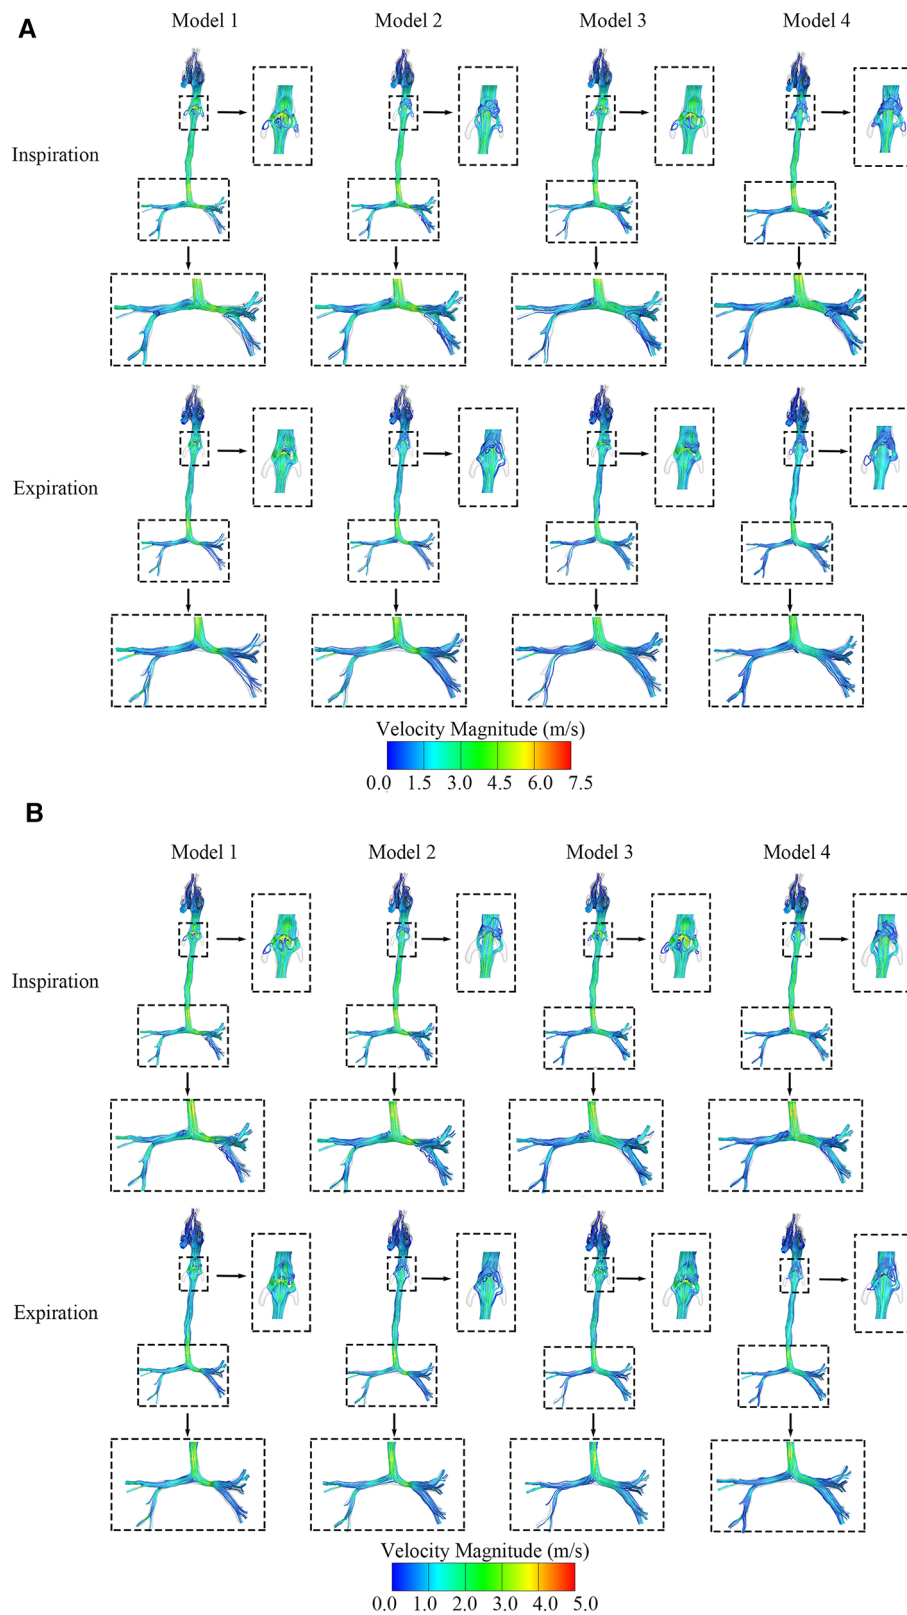 A
Model 1 Model 2 Model 3 Model 4
Inspiration
Expiration
Velocity Magnitude (m/s)
0.0 1.5 3.0 4.5 6.0 7.5
B
Model 1 Model 2 Model 3 Model 4
Inspiration
Expiration
Velocity Magnitude (m/s)
0.0 1.0 2.0 3.0 4.0 5.0